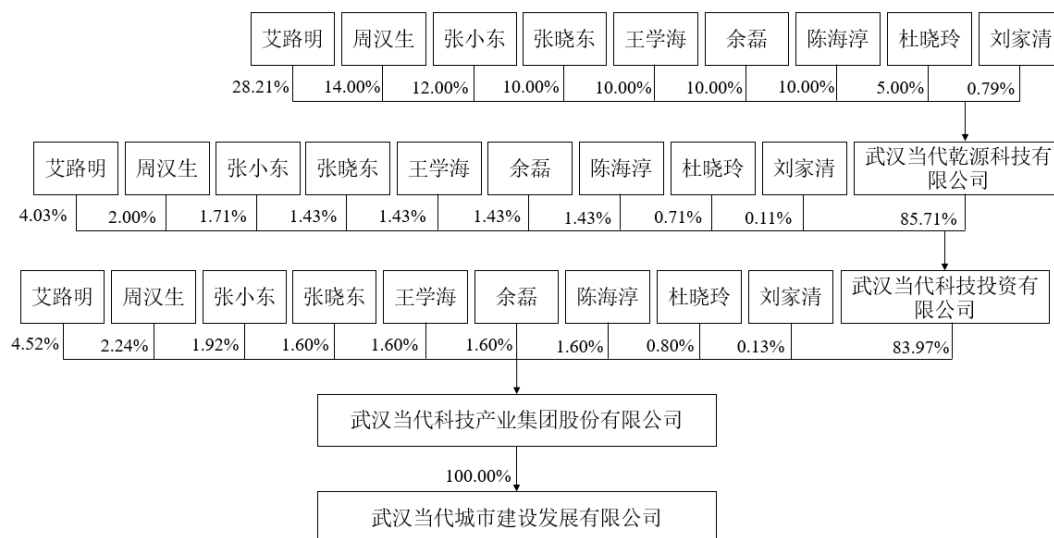 艾路明 周汉生 张小东 张晓东 王学海 余磊 陈海淳 杜晓玲 刘家清
28.21% 14.00% 12.00% 10.00% 10.00% 10.00% 10.00% 5.00% 0.79%
艾路明 周汉生 张小东 张晓东 王学海 余磊 陈海淳 杜晓玲 刘家清 武汉当代乾源科技有
限公司
4.03% 2.00% 1.71% 1.43% 1.43% 1.43% 1.43% 0.71% 0.11% 85.71%
艾路明 周汉生 张小东 张晓东 王学海 余磊 陈海淳 杜晓玲 刘家清 武汉当代科技投资有
限公司
4.52% 2.24% 1.92% 1.60% 1.60% 1.60% 1.60% 0.80% 0.13% 83.97%
武汉当代科技产业集团股份有限公司
100.00%
武汉当代城市建设发展有限公司